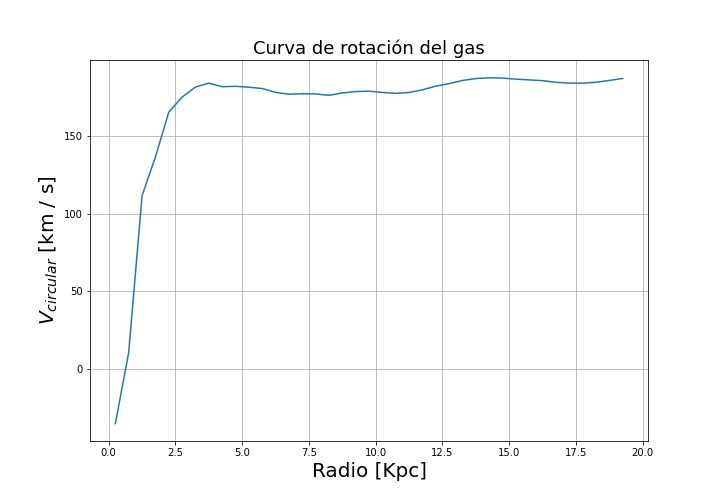 Curva de rotación del gas
V_circular [km / s]
150
100
50
0
0.0 2.5 5.0 7.5 10.0 12.5 15.0 17.5 20.0
Radio [Kpc]